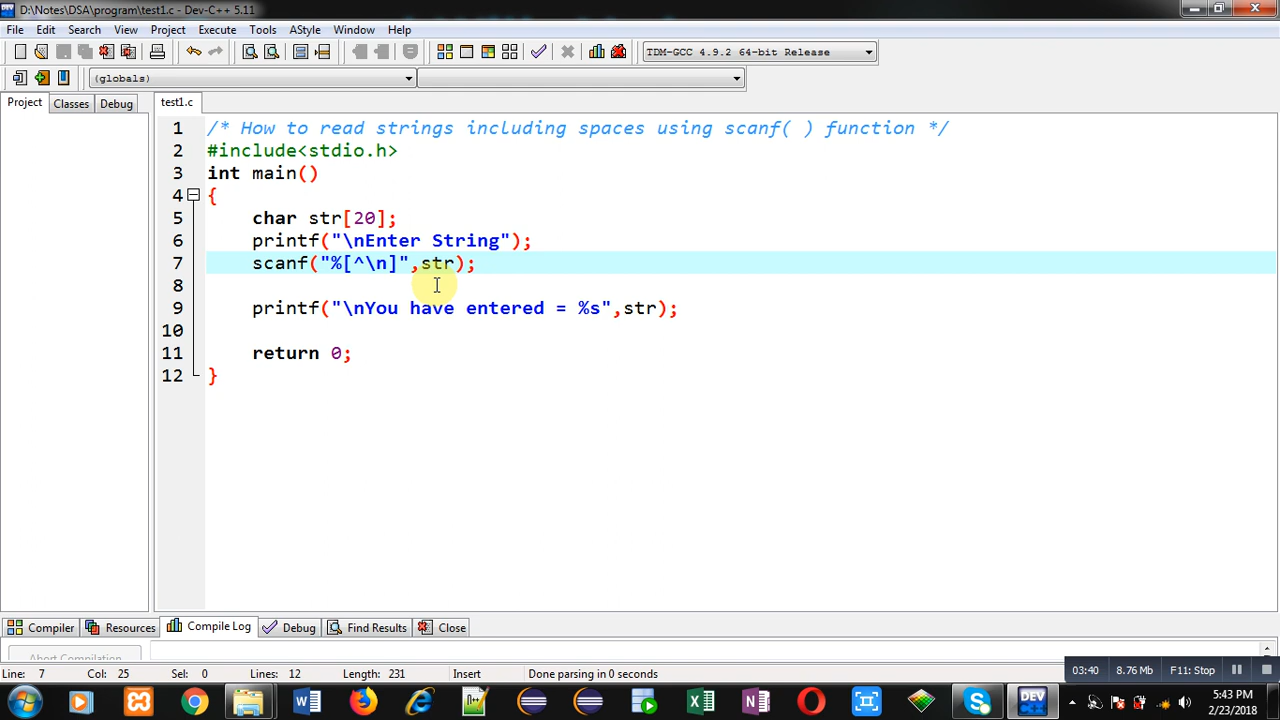 D:\Notes\DSA\program\test1.c - Dev-C++ 5.11
File Edit Search View Project Execute Tools AStyle Window Help
TDM-GCC 4.9.2 64-bit Release
(globals)
Project Classes Debug test1.c
1 /* How to read strings including spaces using scanf( ) function */
2 #include<stdio.h>
3 int main()
4 {
5 char str[20];
6 printf("\nEnter String");
7 scanf("%[^\n]",str);
8
9 printf("\nYou have entered = %s",str);
10
11 return 0;
12 }
Compiler Resources Compile Log Debug Find Results Close
Abort Compilation
Line: 7 Col: 25 Sel: 0 Lines: 12 Length: 231 Insert Done parsing in 0 seconds
03:40 8.76 Mb F11: Stop
DEV
5:43 PM
2/23/2018